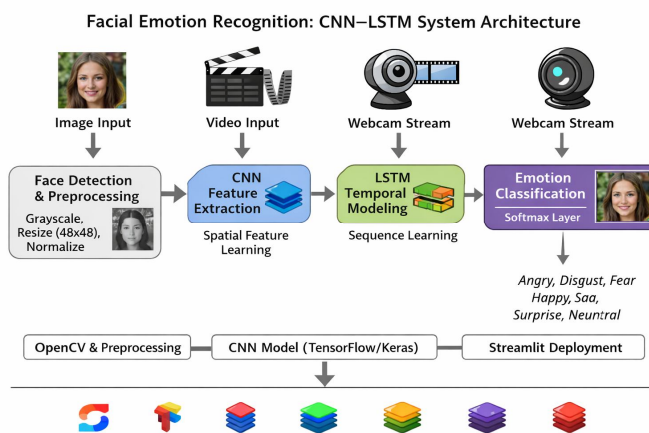 Facial Emotion Recognition: CNN–LSTM System Architecture
Image Input
Video Input
Webcam Stream
Webcam Stream
Face Detection
& Preprocessing
Grayscale,
Resize (48x48),
Normalize
CNN
Feature
Extraction
Spatial Feature
Learning
LSTM
Temporal
Modeling
Sequence Learning
Emotion
Classification
Softmax Layer
Angry, Disgust, Fear
Happy, Saa,
Surprise, Neuntral
OpenCV & Preprocessing
CNN Model (TensorFlow/Keras)
Streamlit Deployment